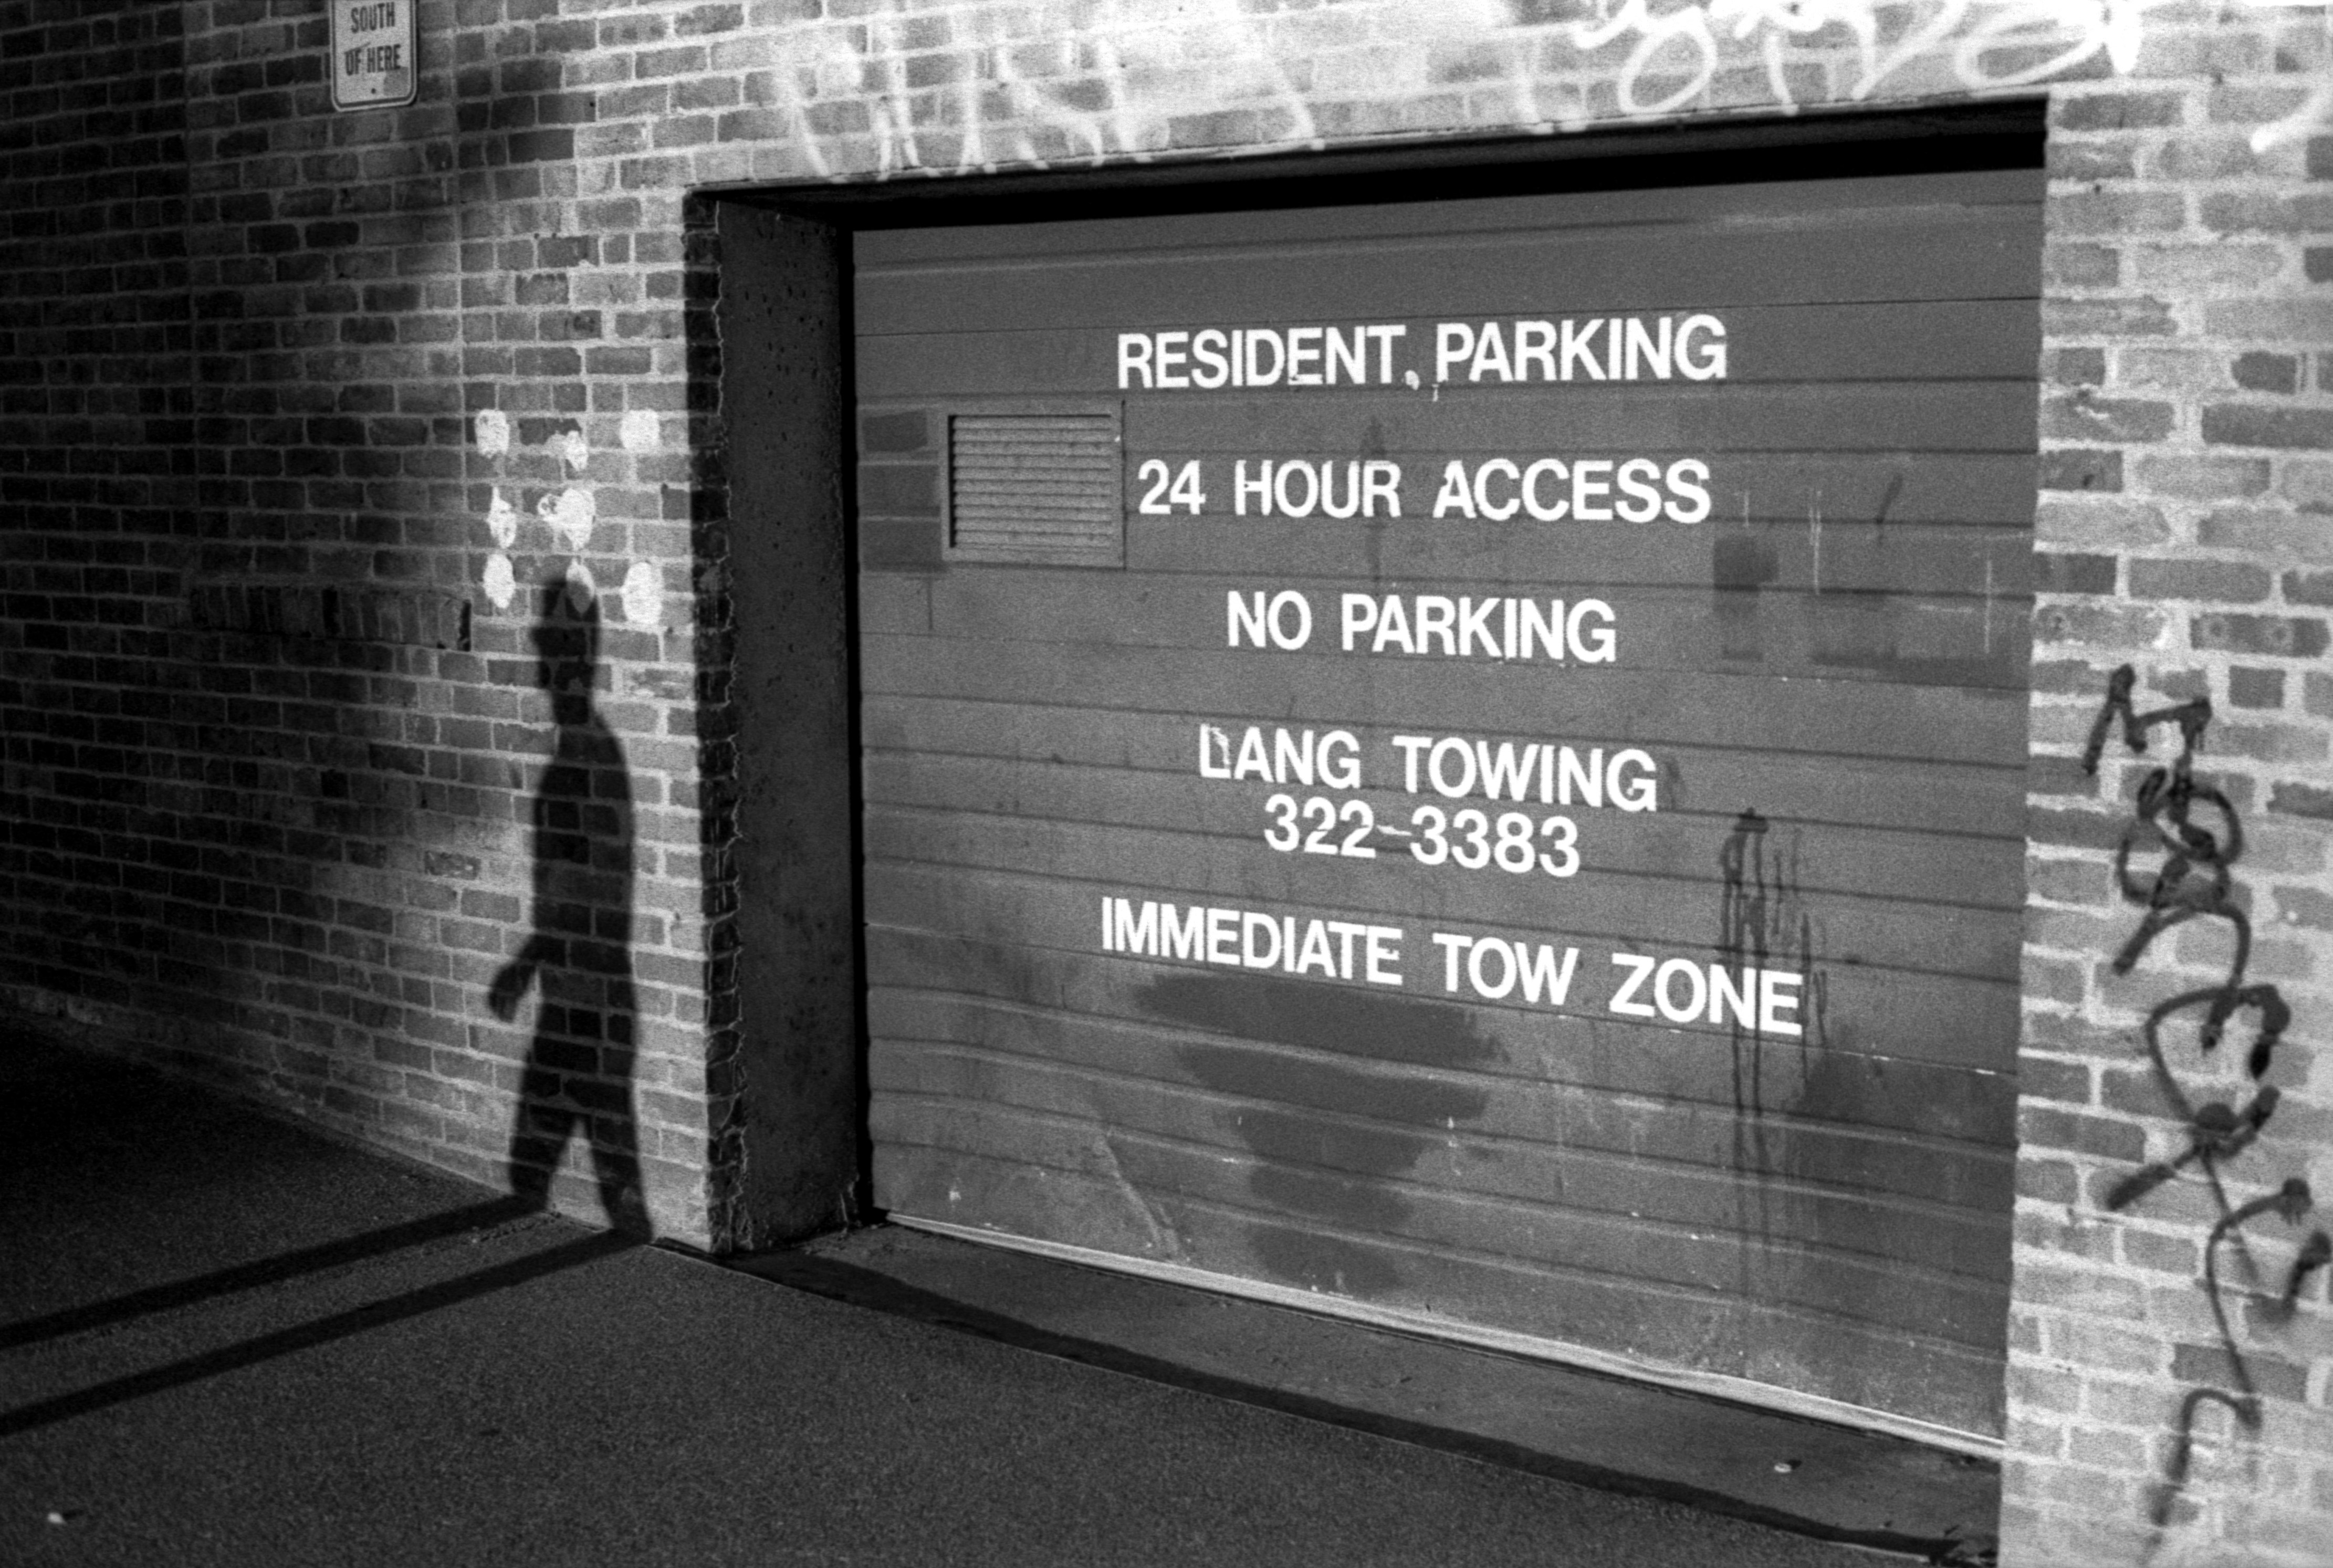 SOUTH
OF HERE
RESIDENT PARKING
24 HOUR ACCESS
NO PARKING
LANG TOWING
322-3383
IMMEDIATE TOW ZONE